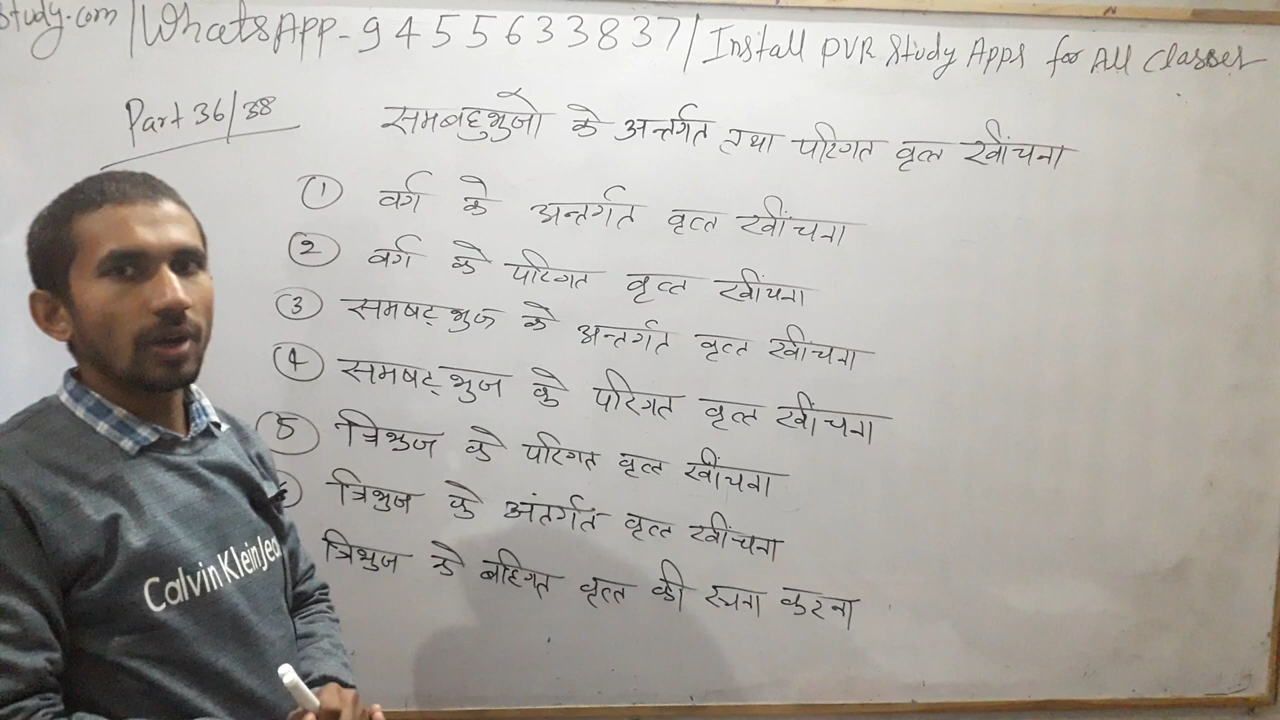 study.com / WhatsApp - 9455633837 / Install PVR Study Apps for All Classes
Part 36/38
समबहुभुजों के अन्तर्गत तथा परिगत वृत्त खींचना
① वर्ग के अन्तर्गत वृत्त खींचना
② वर्ग के परिगत वृत्त खींचना
③ समषट्भुज के अन्तर्गत वृत्त खींचना
④ समषट्भुज के परिगत वृत्त खींचना
⑤ त्रिभुज के परिगत वृत्त खींचना
त्रिभुज के अंतर्गत वृत्त खींचना
त्रिभुज के बहिगत वृत्त की रचना करना
Calvin Klein Jea